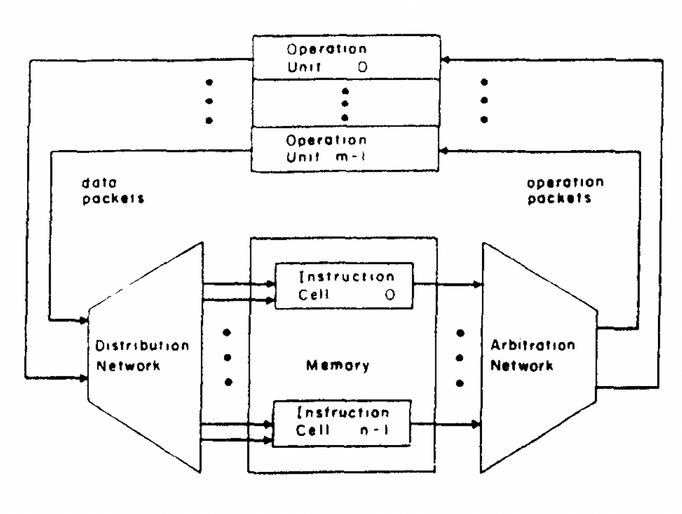 Operation
Unit 0
Operation
Unit m-1
data
packets
operation
packets
Instruction
Cell 0
Distribution
Network
Memory
Arbitration
Network
Instruction
Cell n-1